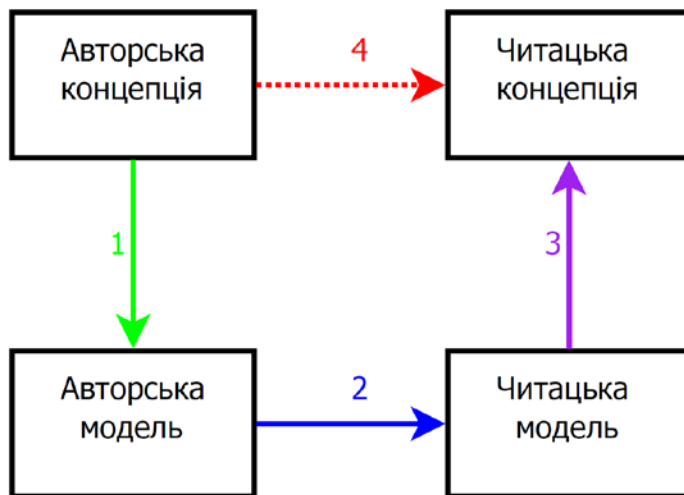 Авторська
концепція
4
Читацька
концепція
1
3
Авторська
модель
2
Читацька
модель